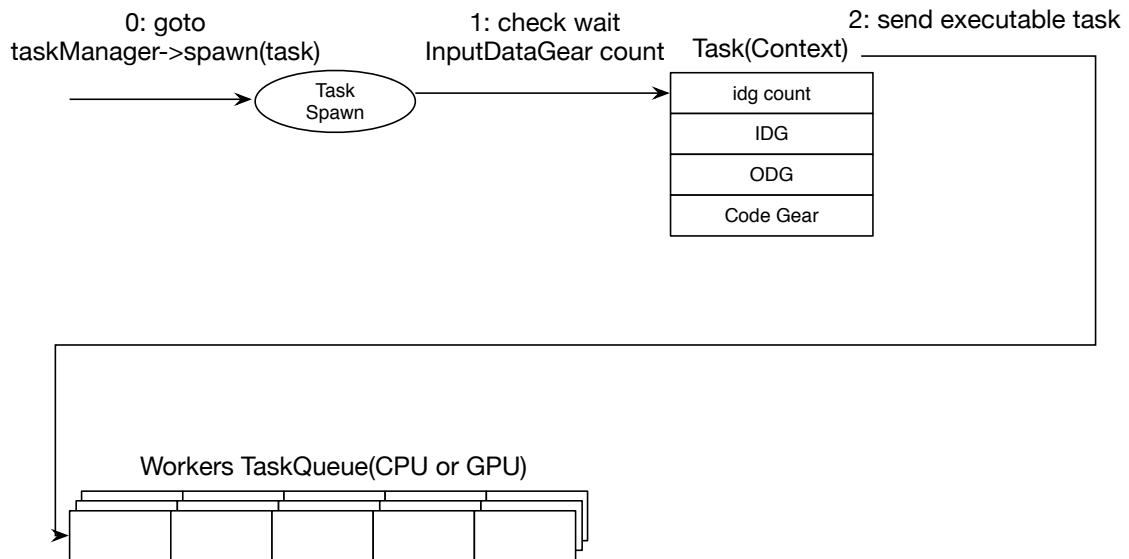 0: goto
taskManager->spawn(task)
Task
Spawn
1: check wait
InputDataGear count
Task(Context)
idg count
IDG
ODG
Code Gear
2: send executable task
Workers TaskQueue(CPU or GPU)